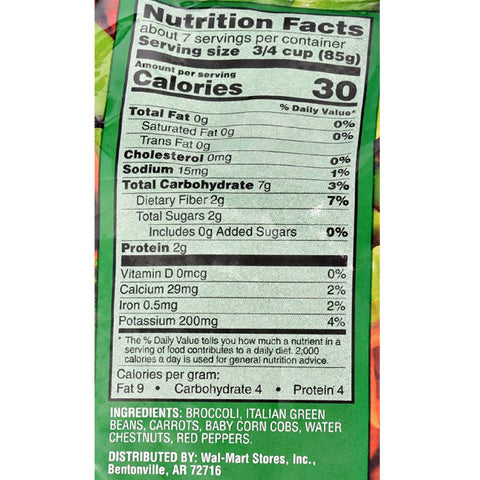 Nutrition Facts
about 7 servings per container
Serving size 3/4 cup (85g)
Amount per serving
Calories 30
% Daily Value*
Total Fat 0g 0%
Saturated Fat 0g 0%
Trans Fat 0g
Cholesterol 0mg 0%
Sodium 15mg 1%
Total Carbohydrate 7g 3%
Dietary Fiber 2g 7%
Total Sugars 2g
Includes 0g Added Sugars 0%
Protein 2g
Vitamin D 0mcg 0%
Calcium 29mg 2%
Iron 0.5mg 2%
Potassium 200mg 4%
* The % Daily Value tells you how much a nutrient in a
serving of food contributes to a daily diet. 2,000
calories a day is used for general nutrition advice.
Calories per gram:
Fat 9 • Carbohydrate 4 • Protein 4
INGREDIENTS: BROCCOLI, ITALIAN GREEN
BEANS, CARROTS, BABY CORN COBS, WATER
CHESTNUTS, RED PEPPERS.
DISTRIBUTED BY: Wal-Mart Stores, Inc.,
Bentonville, AR 72716